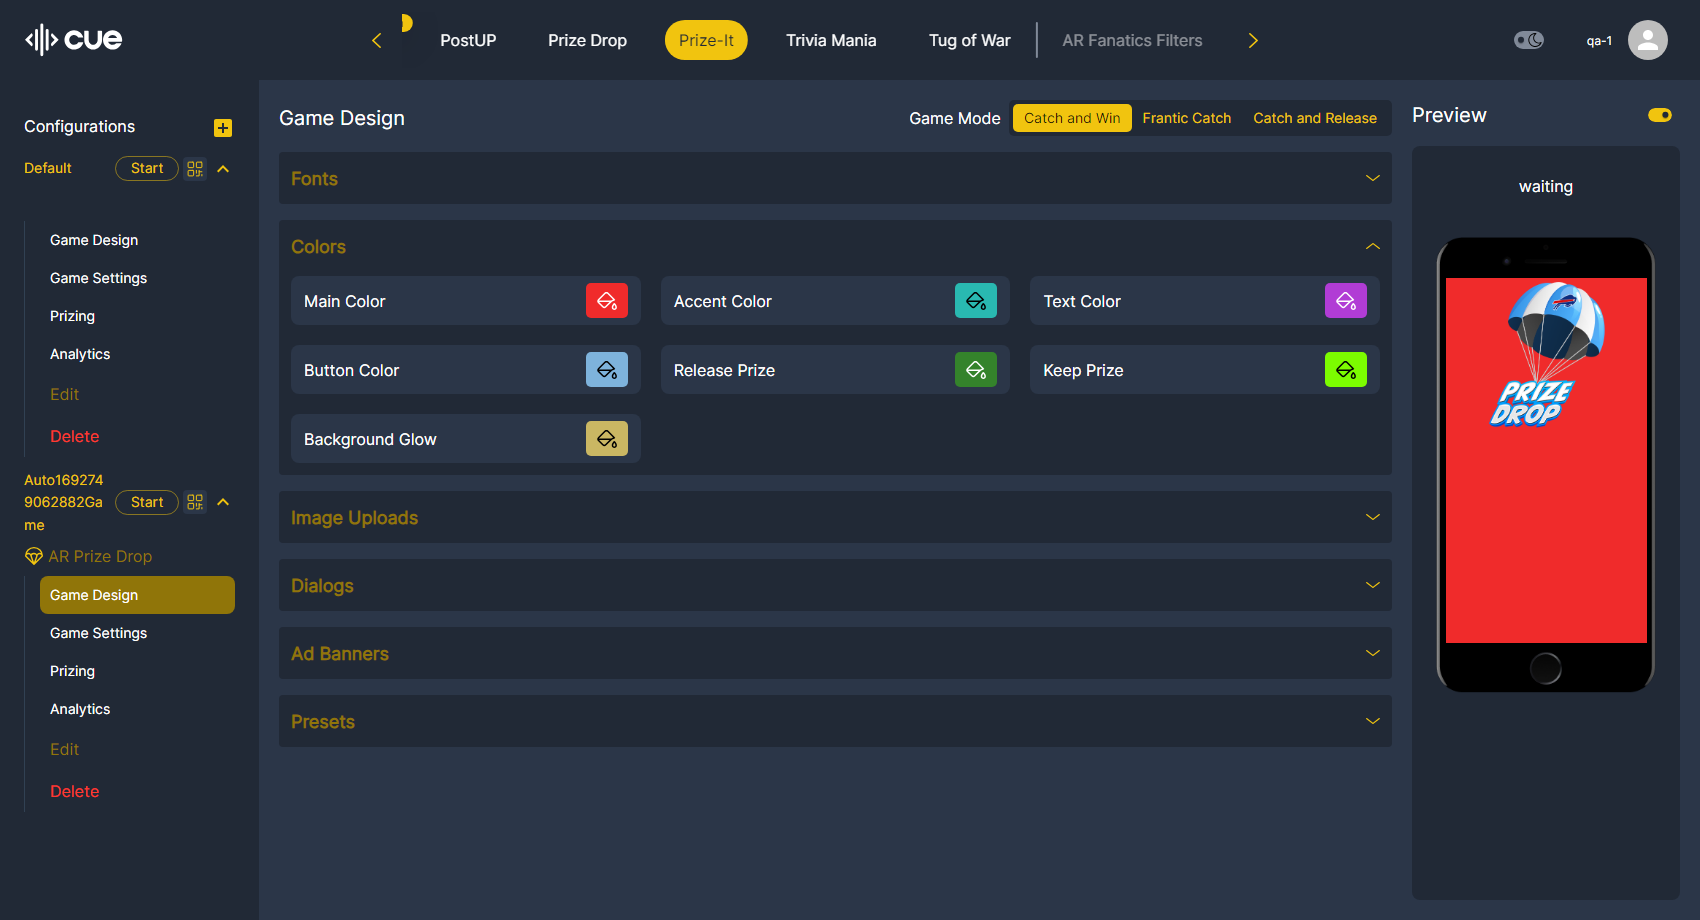 cue
PostUP
Prize Drop
Prize-It
Trivia Mania
Tug of War
AR Fanatics Filters
qa-1
Configurations
Default
Start
Game Design
Game Settings
Prizing
Analytics
Edit
Delete
Auto169274
9062882Ga
me
Start
AR Prize Drop
Game Design
Game Settings
Prizing
Analytics
Edit
Delete
Game Design
Game Mode
Catch and Win
Frantic Catch
Catch and Release
Fonts
Colors
Main Color
Accent Color
Text Color
Button Color
Release Prize
Keep Prize
Background Glow
Image Uploads
Dialogs
Ad Banners
Presets
Preview
waiting
PRIZE
DROP